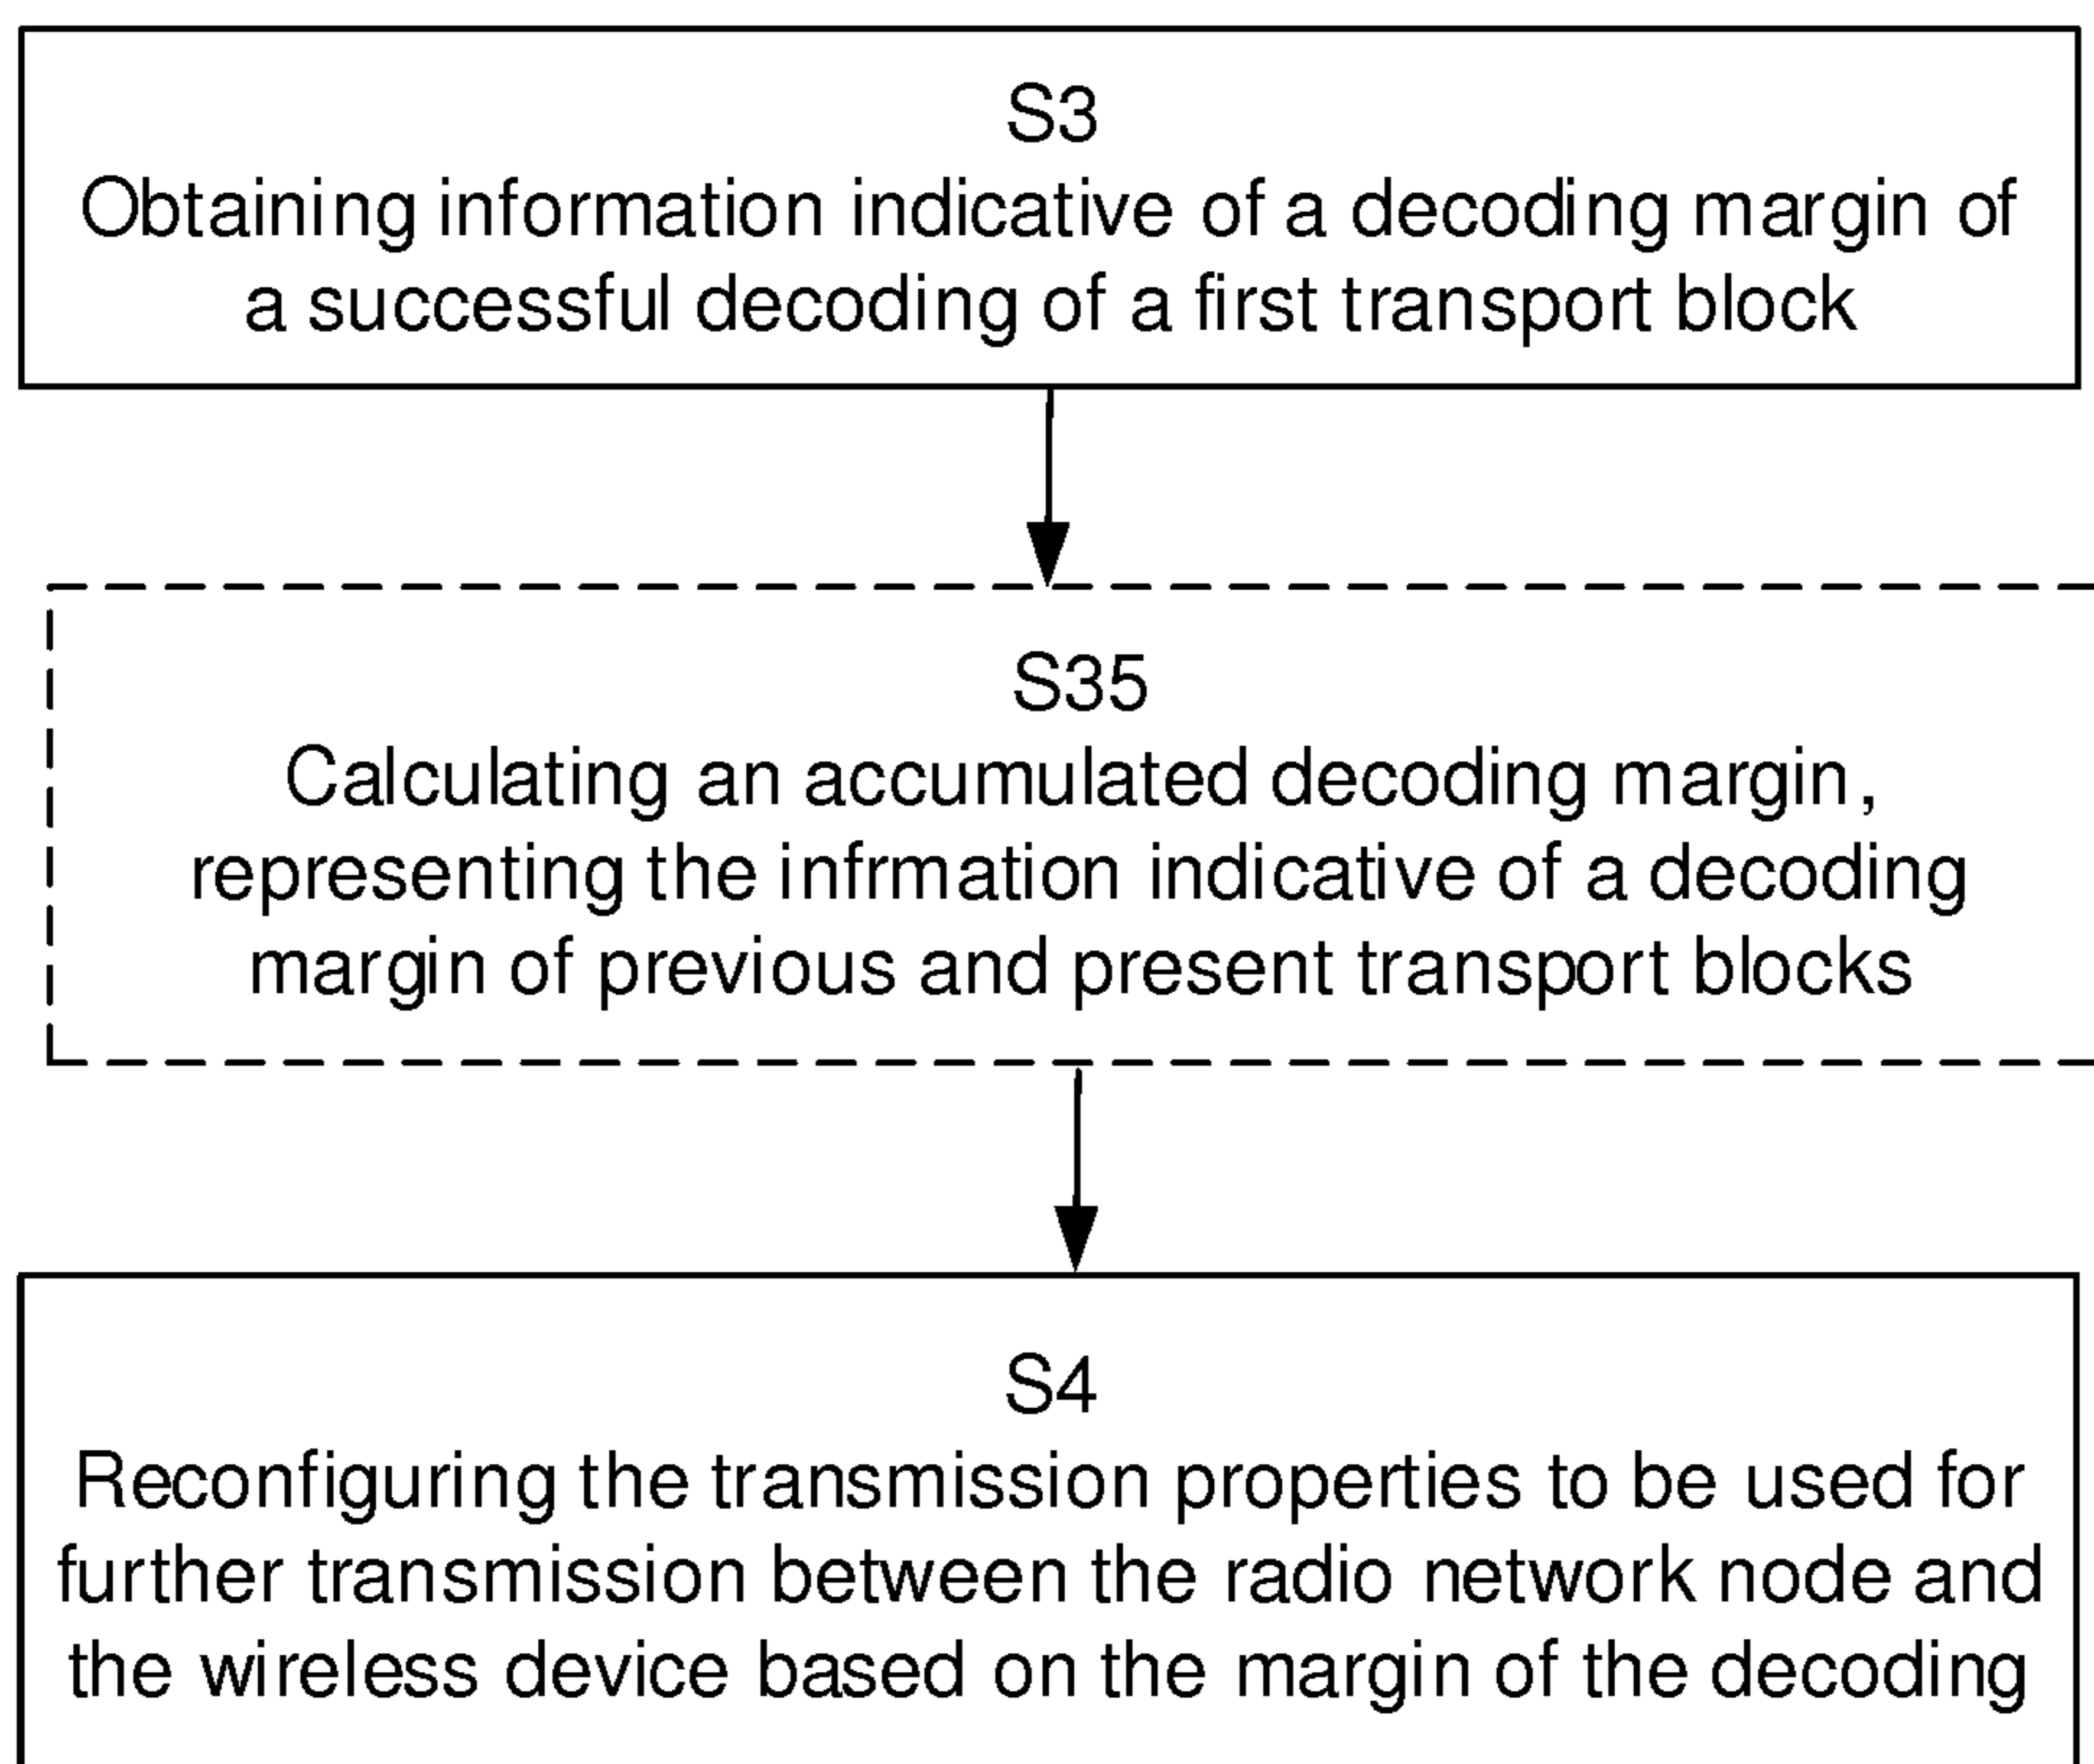 S3
Obtaining information indicative of a decoding margin of
a successful decoding of a first transport block
S35
Calculating an accumulated decoding margin,
representing the infrmation indicative of a decoding
margin of previous and present transport blocks
S4
Reconfiguring the transmission properties to be used for
further transmission between the radio network node and
the wireless device based on the margin of the decoding